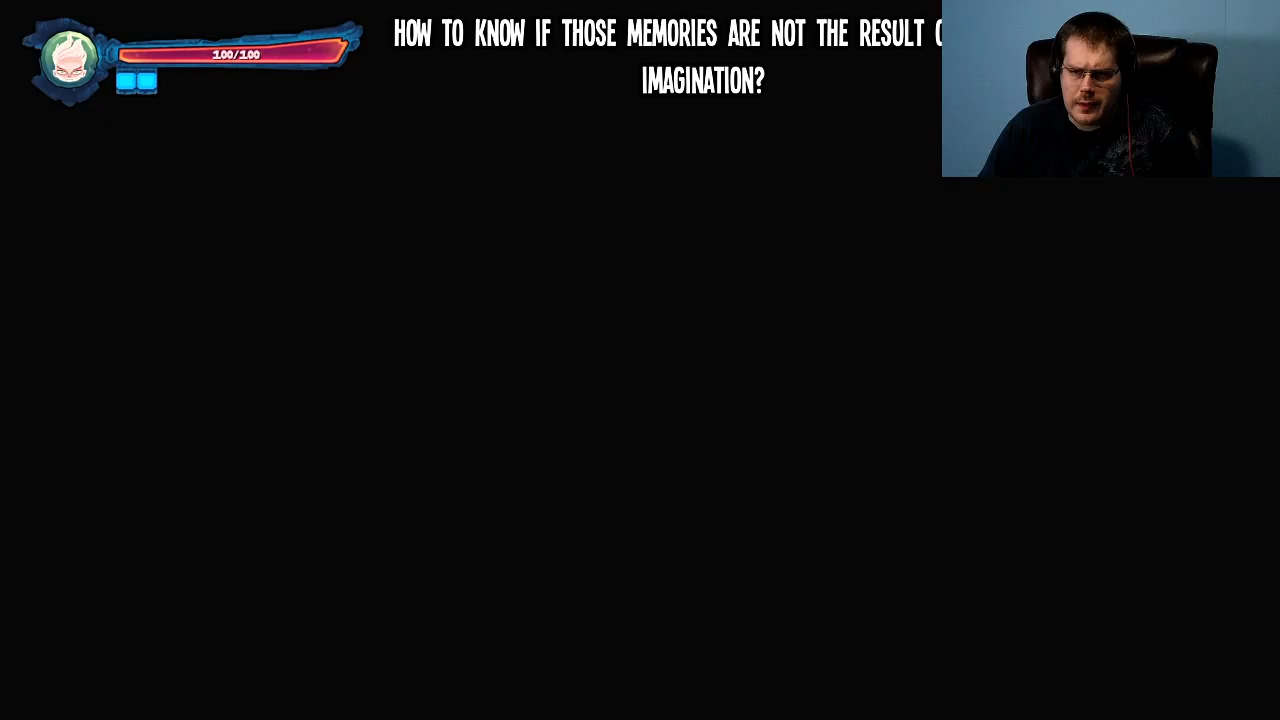 100/100
HOW TO KNOW IF THOSE MEMORIES ARE NOT THE RESULT
IMAGINATION?